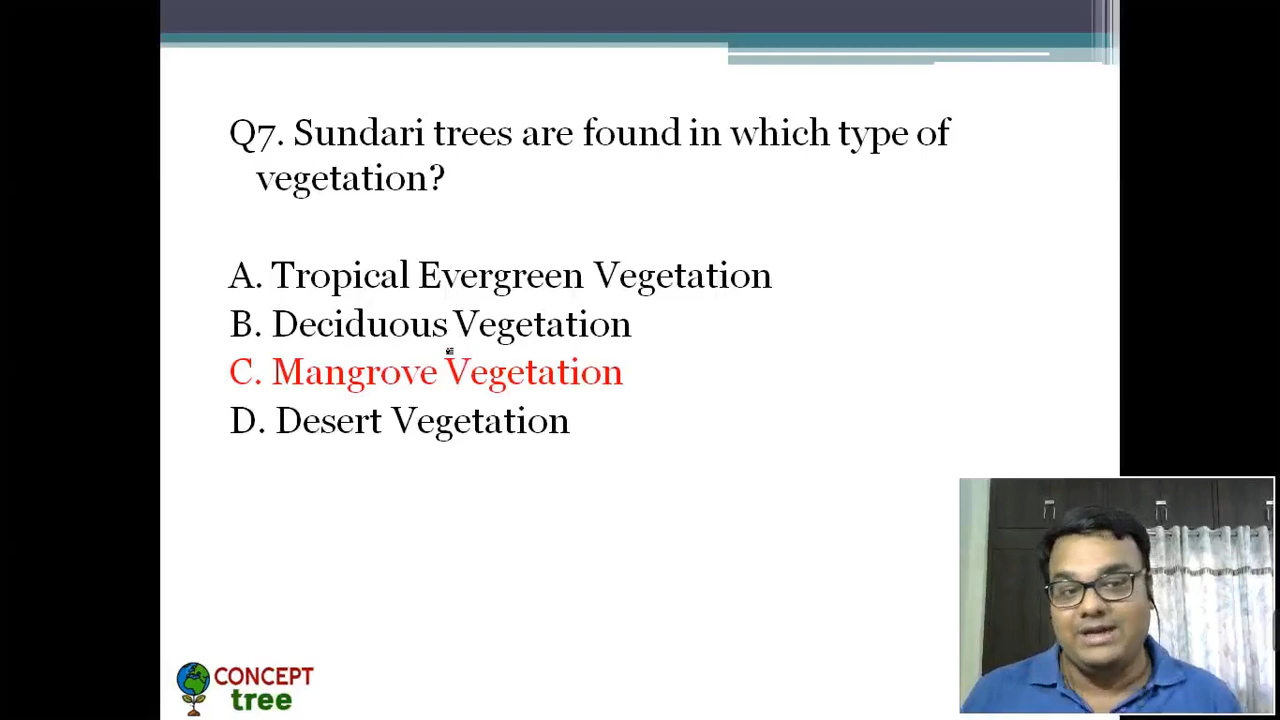 Q7. Sundari trees are found in which type of
vegetation?
A. Tropical Evergreen Vegetation
B. Deciduous Vegetation
C. Mangrove Vegetation
D. Desert Vegetation
CONCEPT
tree